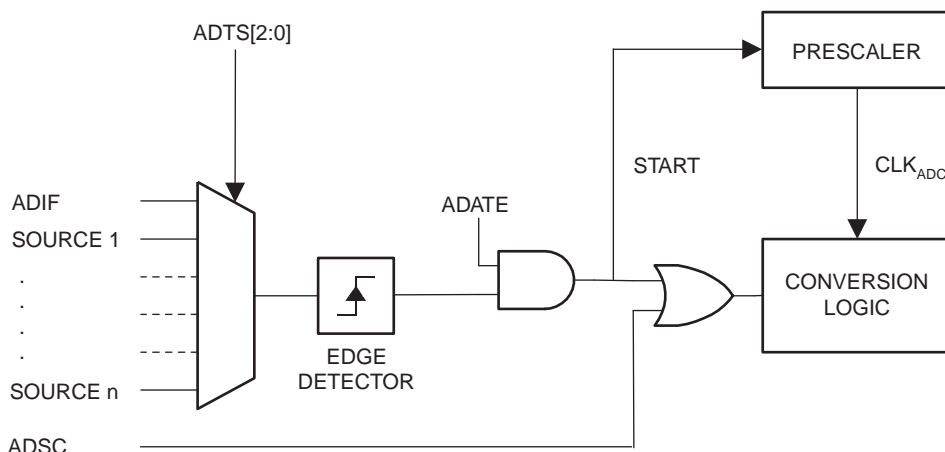 ADTS[2:0]
PRESCALER
START
CLKADC
ADIF
ADATE
SOURCE 1
.
.
.
.
CONVERSION
LOGIC
EDGE
DETECTOR
SOURCE n
ADSC